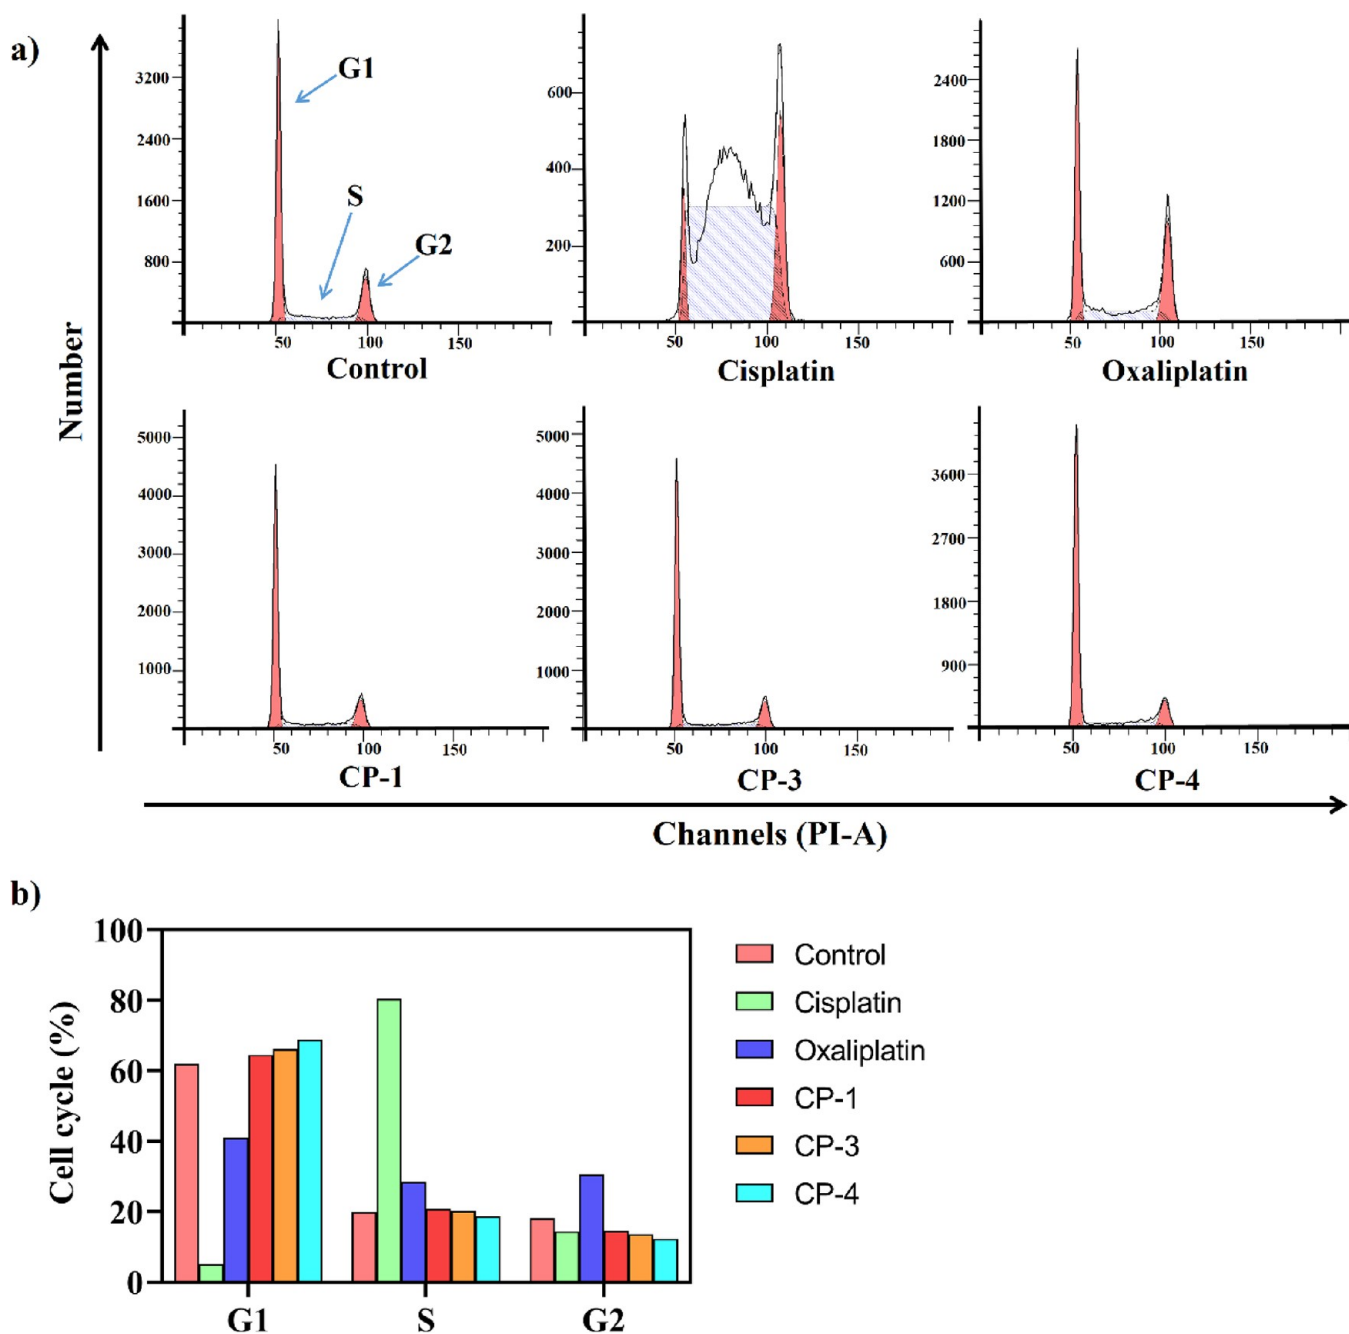 a)
Number
3200
2400
1600
800
G1
S
G2
50 100 150
Control
600
400
200
50 100 150
Cisplatin
2400
1800
1200
600
50 100 150
Oxaliplatin
5000
4000
3000
2000
1000
50 100 150
CP-1
5000
4000
3000
2000
1000
50 100 150
CP-3
3600
2700
1800
900
50 100 150
CP-4
Channels (PI-A)
b)
Cell cycle (%)
100
80
60
40
20
0
G1 S G2
Control
Cisplatin
Oxaliplatin
CP-1
CP-3
CP-4